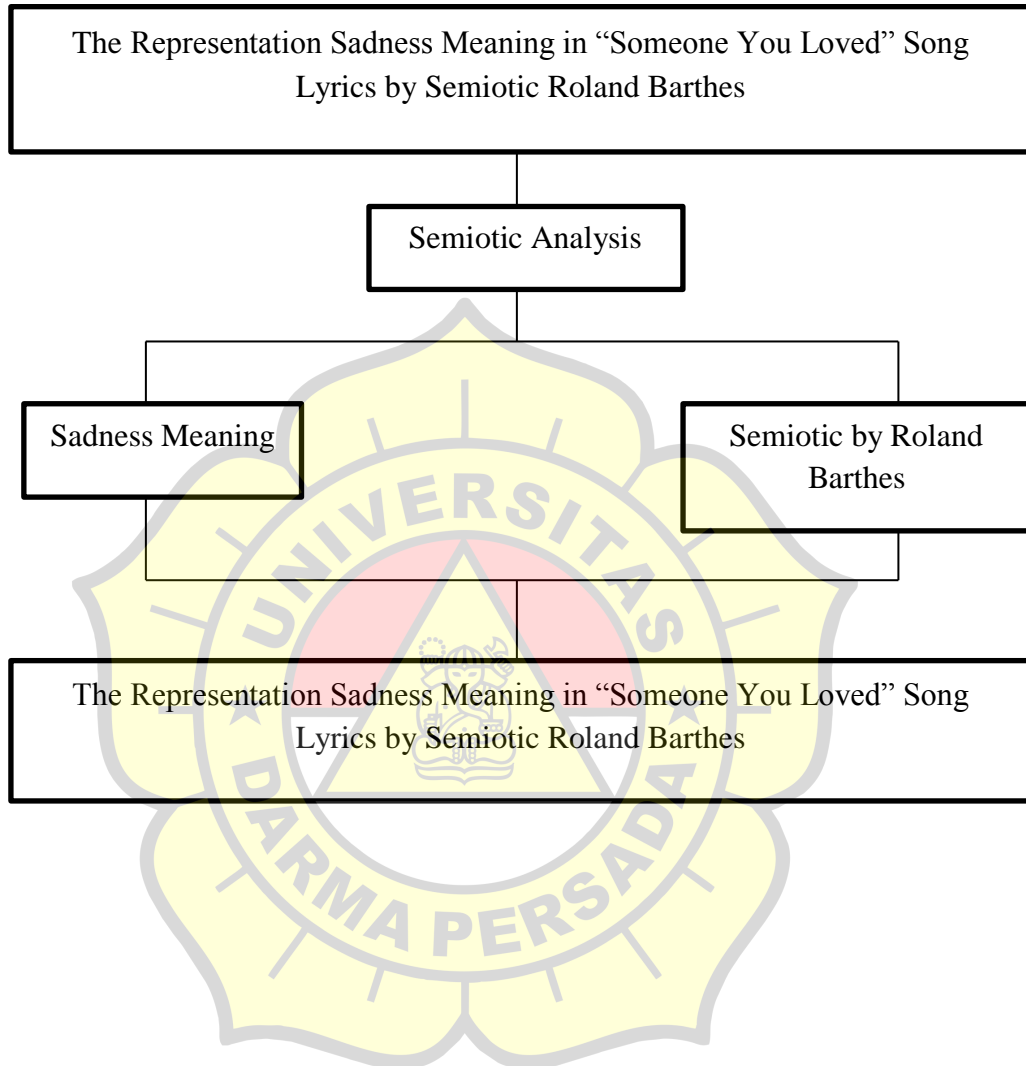 The Representation Sadness Meaning in “Someone You Loved” Song
Lyrics by Semiotic Roland Barthes
Semiotic Analysis
Sadness Meaning
Semiotic by Roland
Barthes
UNIVERSITAS
The Representation Sadness Meaning in “Someone You Loved” Song
Lyrics by Semiotic Roland Barthes
DARMA PERSADA